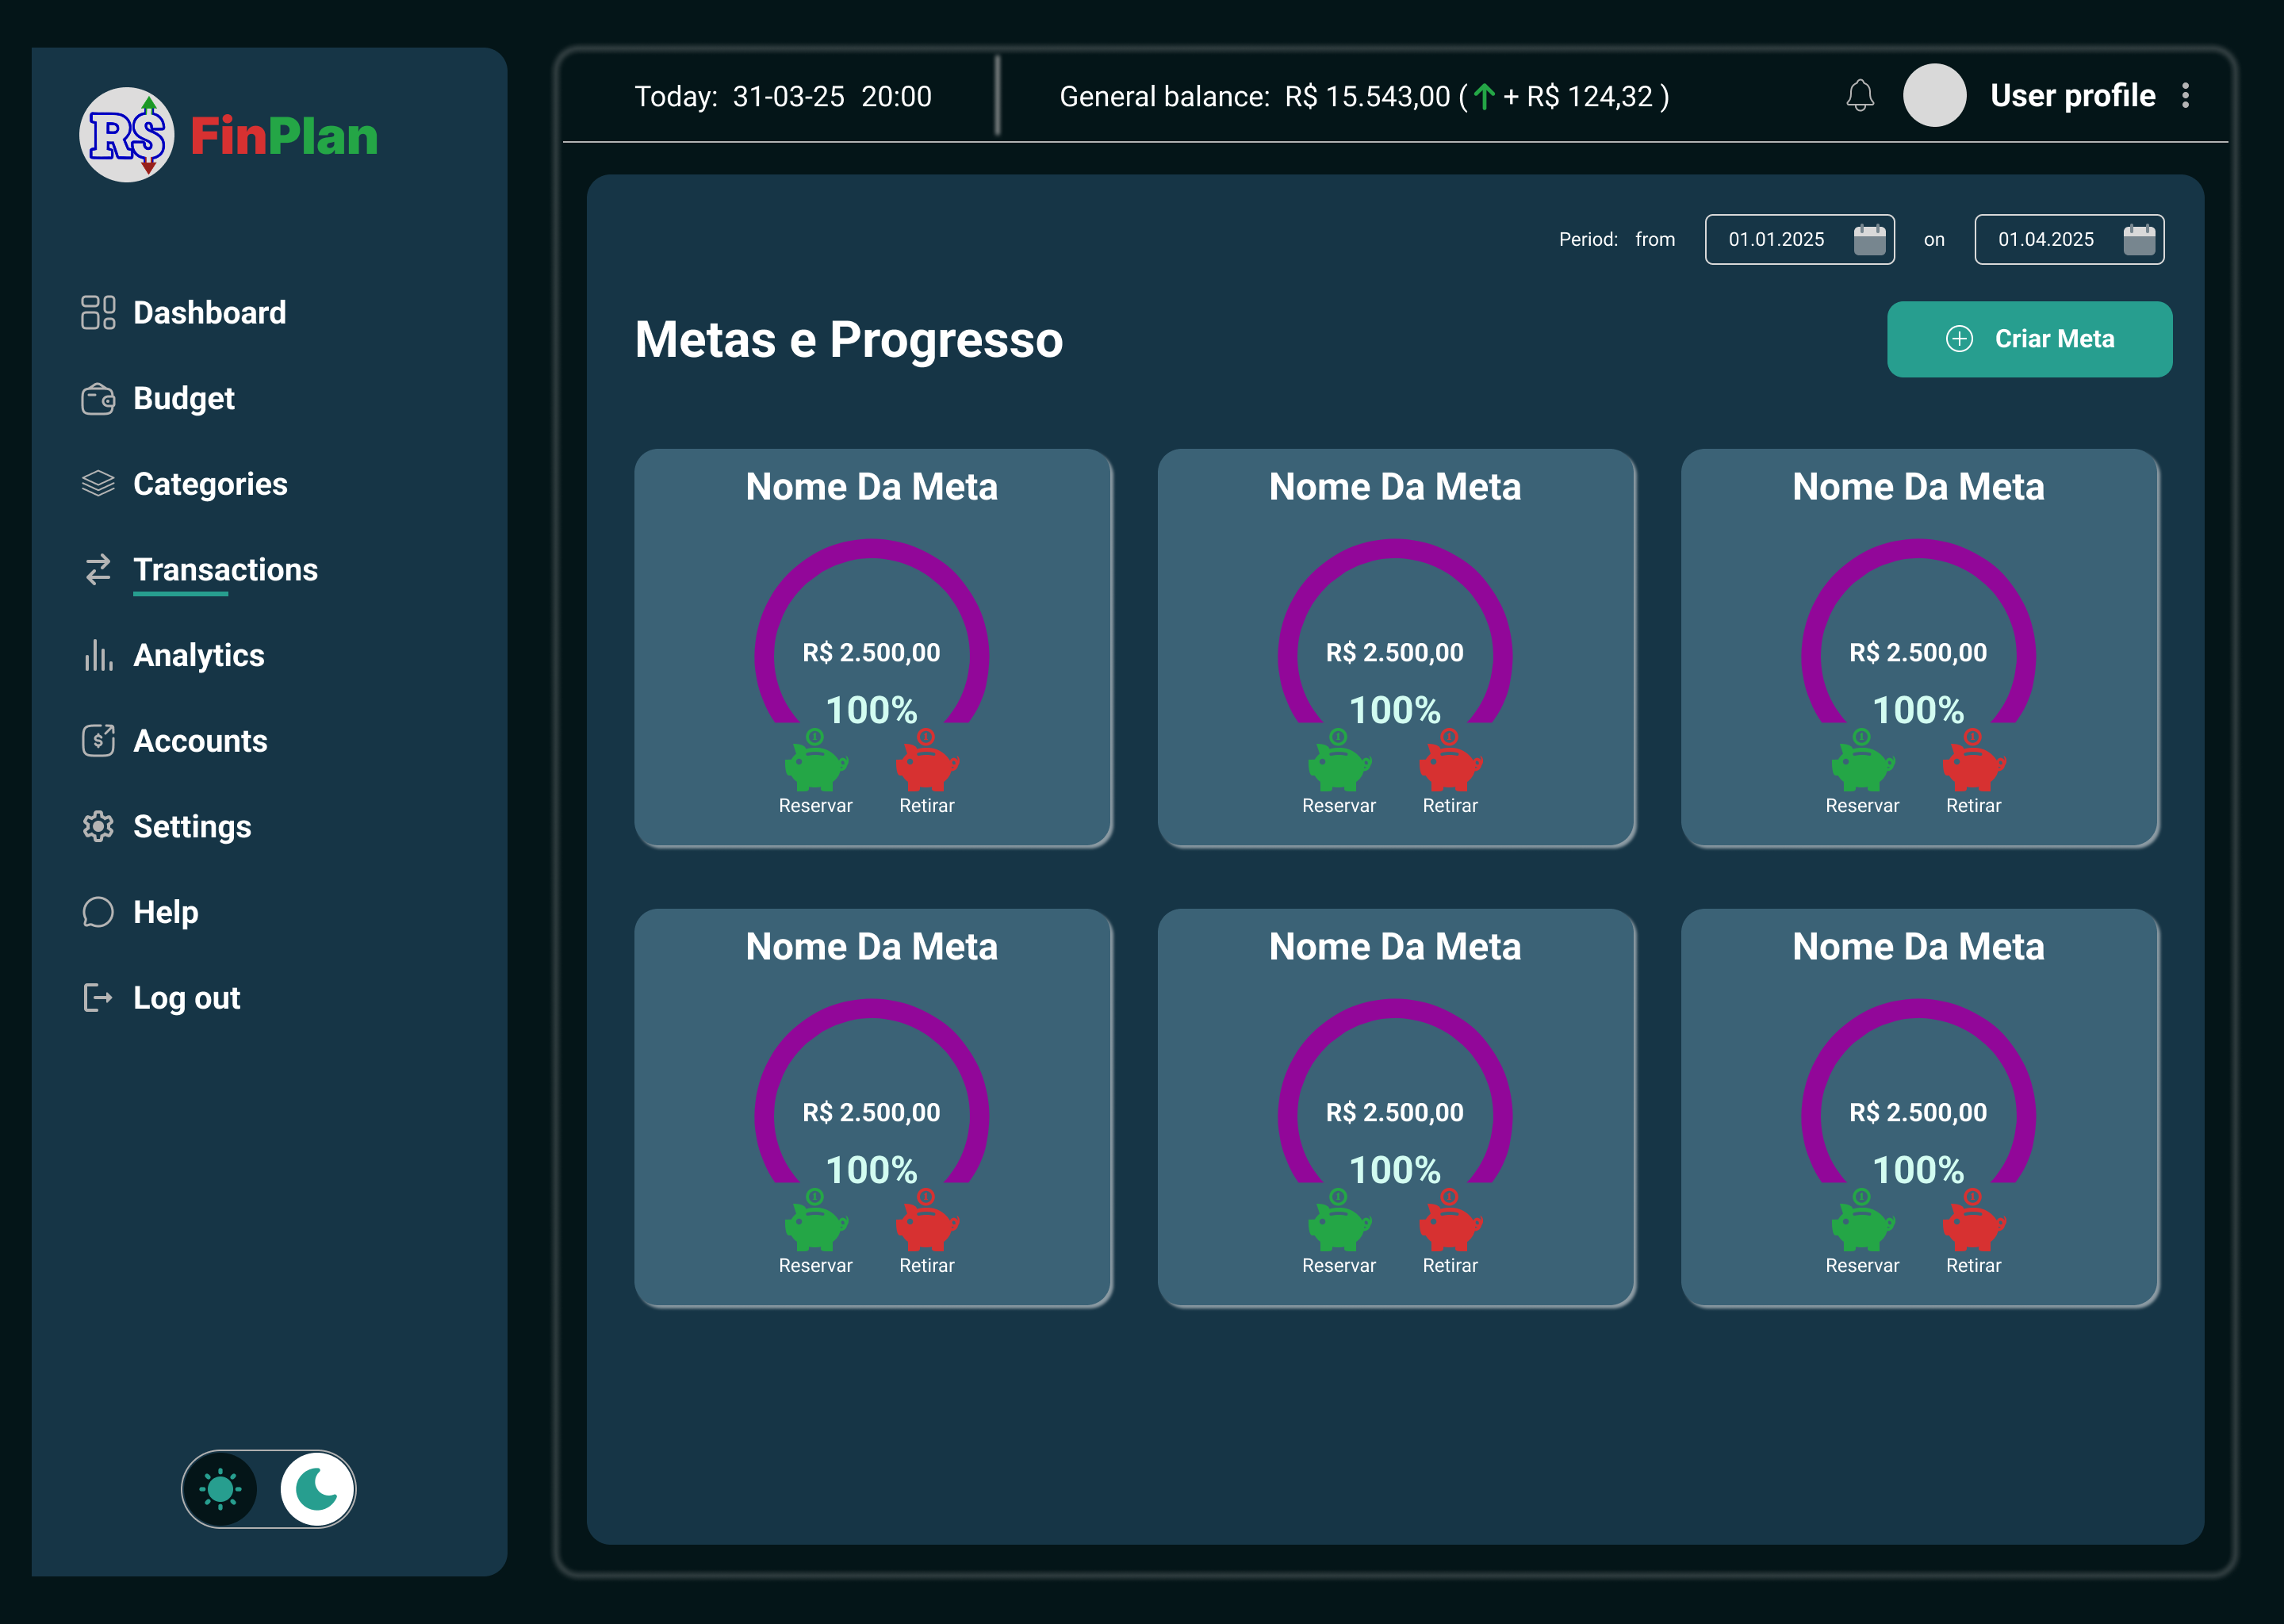 R$ FinPlan
Dashboard
Budget
Categories
Transactions
Analytics
$ Accounts
Settings
Help
Log out
Today: 31-03-25 20:00
General balance: R$ 15.543,00 ( + R$ 124,32 )
User profile
Period: from 01.01.2025 on 01.04.2025
Metas e Progresso
Criar Meta
Nome Da Meta
R$ 2.500,00
100%
Reservar Retirar
Nome Da Meta
R$ 2.500,00
100%
Reservar Retirar
Nome Da Meta
R$ 2.500,00
100%
Reservar Retirar
Nome Da Meta
R$ 2.500,00
100%
Reservar Retirar
Nome Da Meta
R$ 2.500,00
100%
Reservar Retirar
Nome Da Meta
R$ 2.500,00
100%
Reservar Retirar